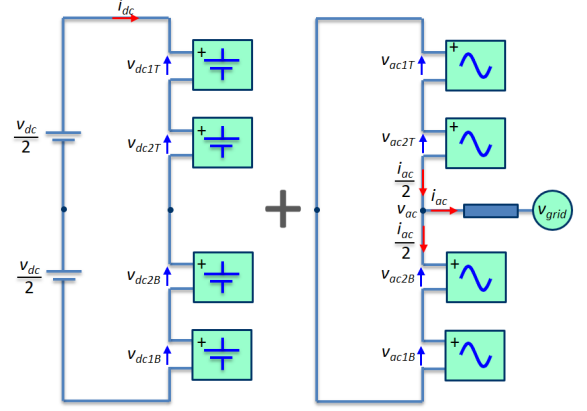 i_dc
v_dc1T
+
v_dc2T
+
v_dc
2
v_dc
2
v_dc2B
+
v_dc1B
+
+
v_ac1T
+
v_ac2T
+
i_ac
2
i_ac
v_ac
v_grid
i_ac
2
v_ac2B
+
v_ac1B
+